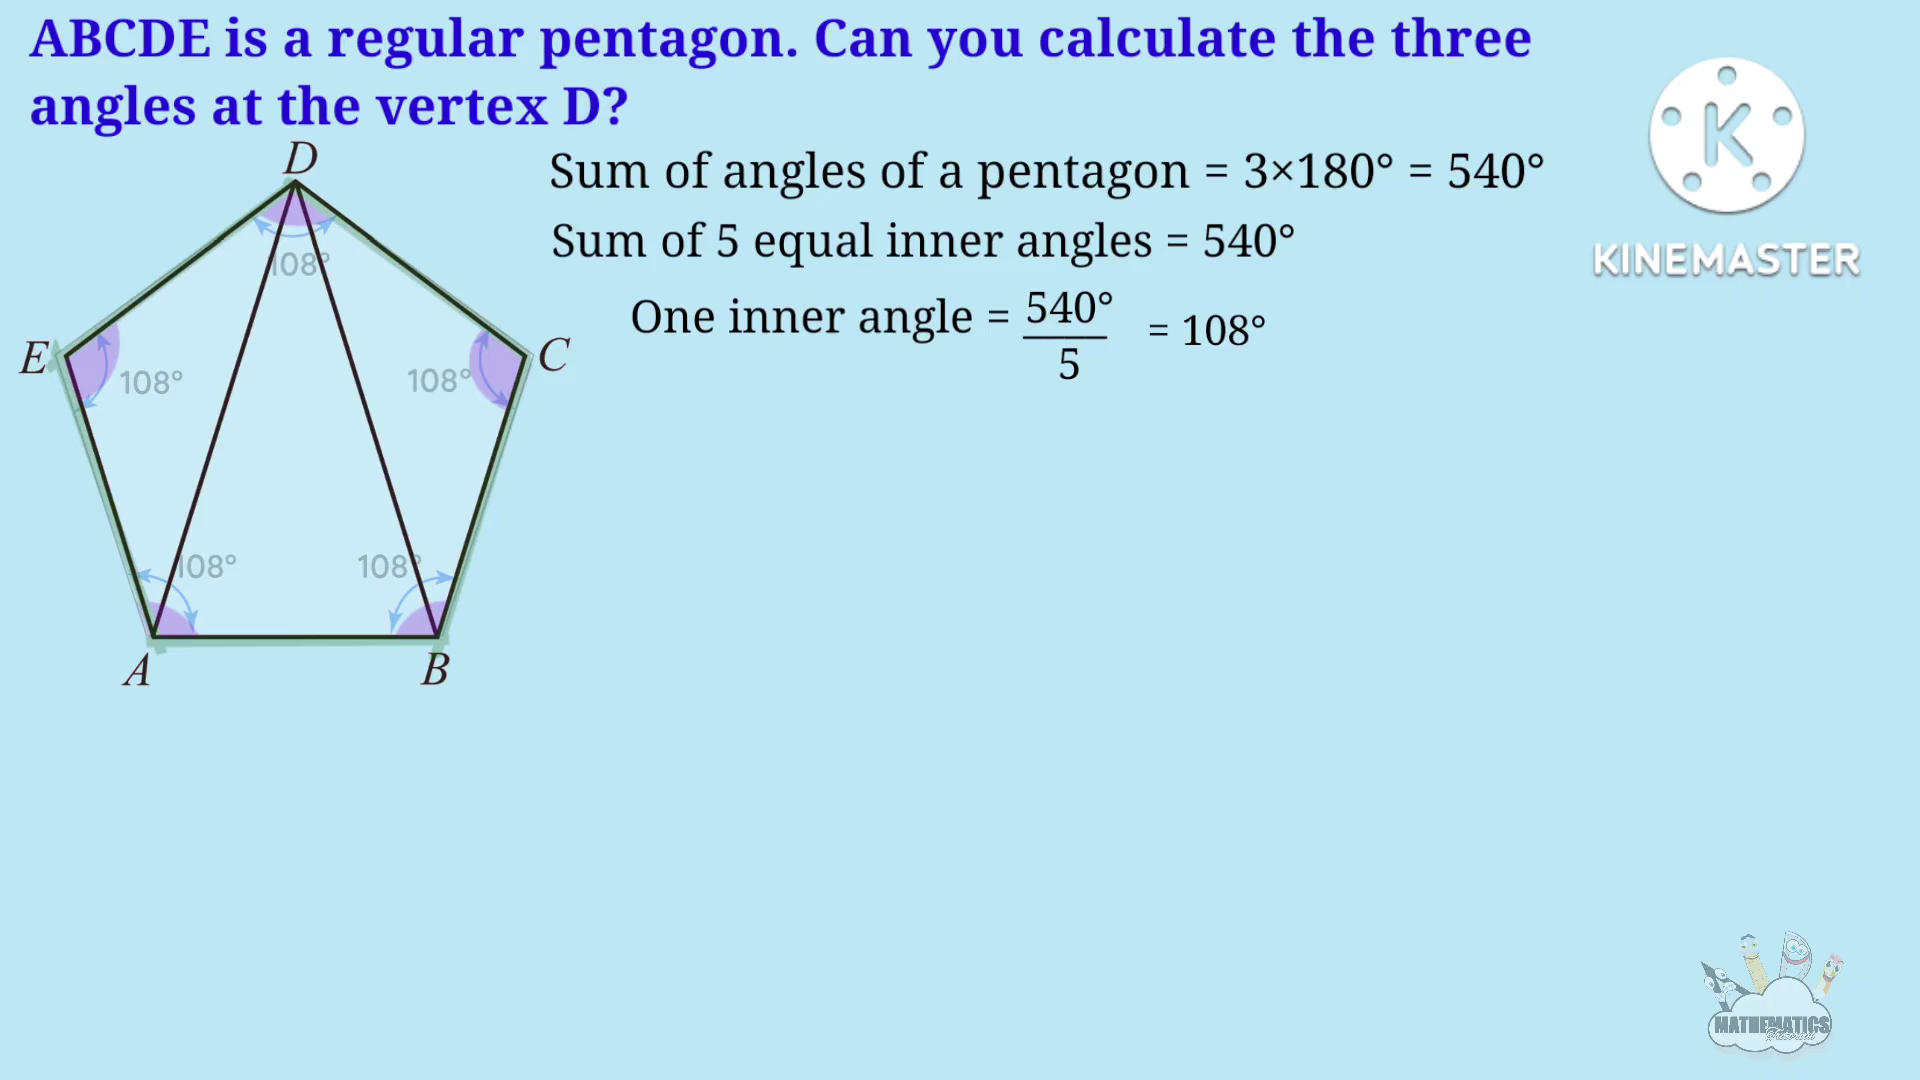 ABCDE is a regular pentagon. Can you calculate the three
angles at the vertex D?
D
Sum of angles of a pentagon = 3×180° = 540°
Sum of 5 equal inner angles = 540°
108°
One inner angle = 540°/5 = 108°
E
108°
108°
C
108°
108°
A
B
K
KINEMASTER
MATHEMATICS
Tutorial